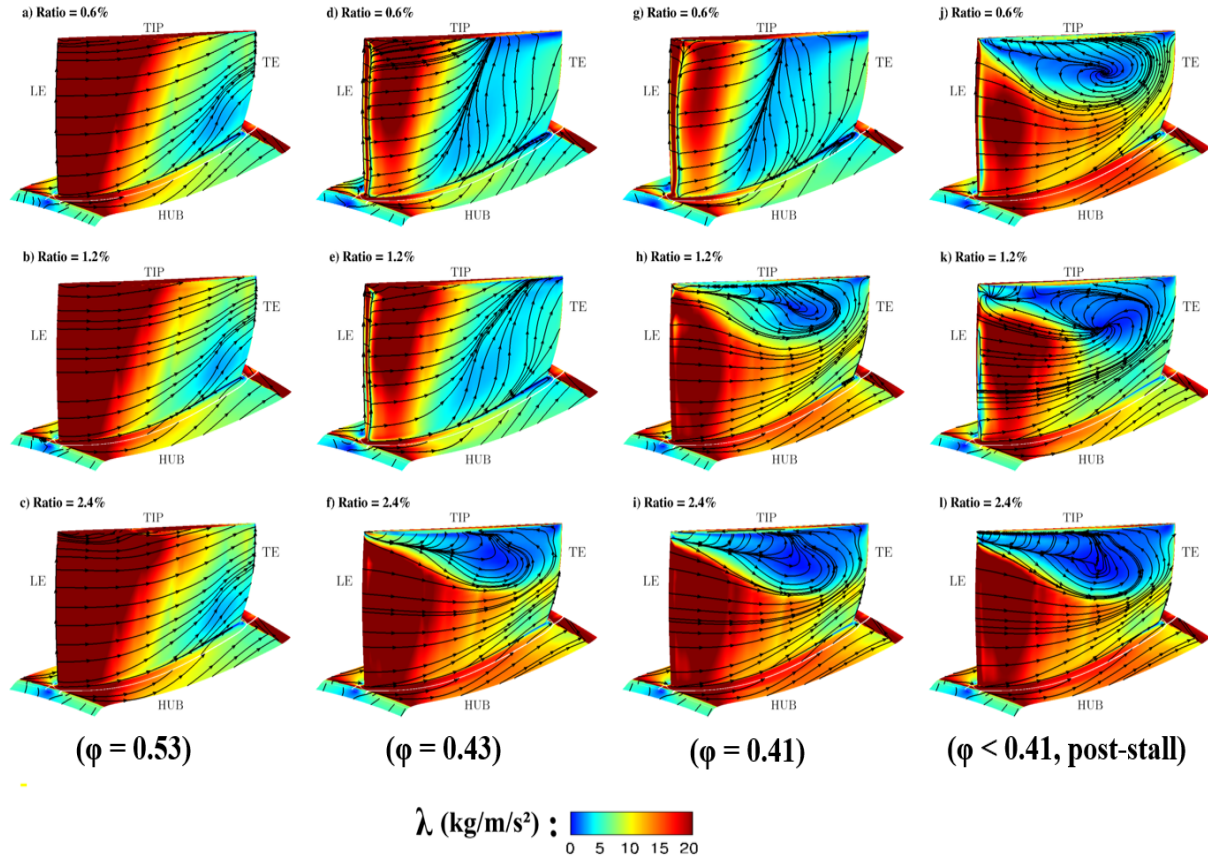 a) Ratio = 0.6%
TIP
LE
TE
HUB
d) Ratio = 0.6%
TIP
LE
TE
HUB
g) Ratio = 0.6%
TIP
LE
TE
HUB
j) Ratio = 0.6%
TIP
LE
TE
HUB
b) Ratio = 1.2%
TIP
LE
TE
HUB
e) Ratio = 1.2%
TIP
LE
TE
HUB
h) Ratio = 1.2%
TIP
LE
TE
HUB
k) Ratio = 1.2%
TIP
LE
TE
HUB
c) Ratio = 2.4%
TIP
LE
TE
HUB
f) Ratio = 2.4%
TIP
LE
TE
HUB
i) Ratio = 2.4%
TIP
LE
TE
HUB
l) Ratio = 2.4%
TIP
LE
TE
HUB
(φ = 0.53)
(φ = 0.43)
(φ = 0.41)
(φ < 0.41, post-stall)
λ (kg/m/s²) :
0 5 10 15 20